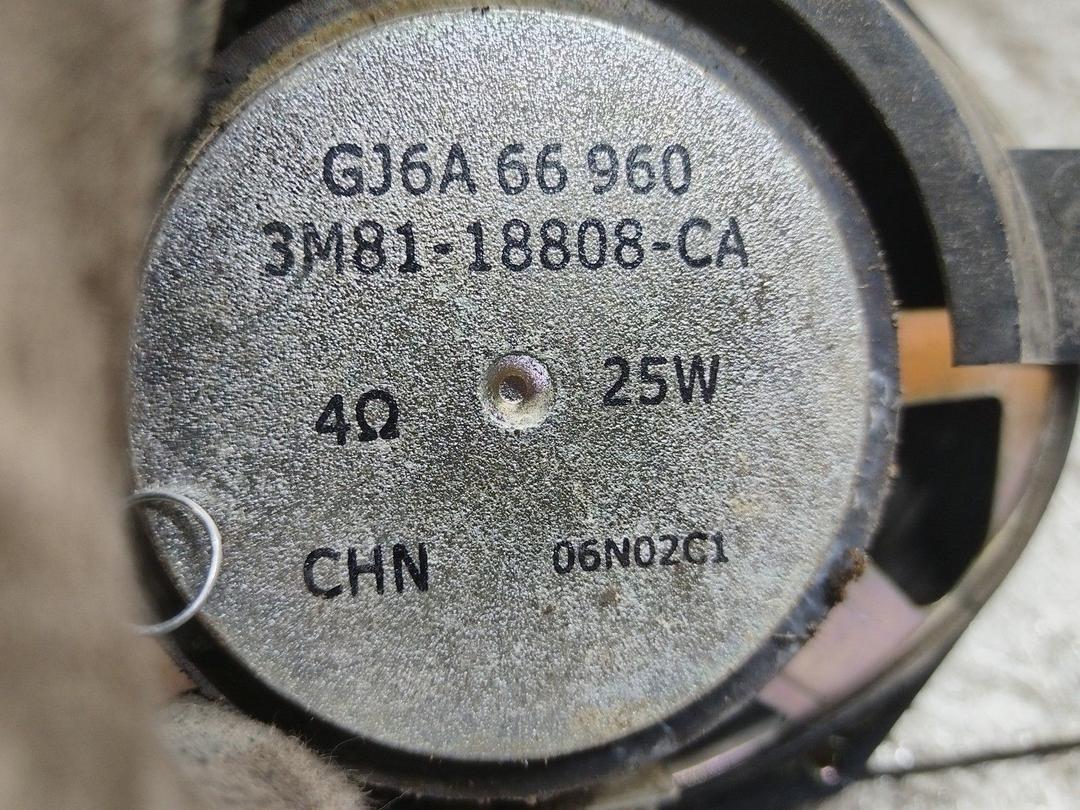 GJ6A 66 960
3M81-18808-CA
4Ω 25W
CHN 06N02C1